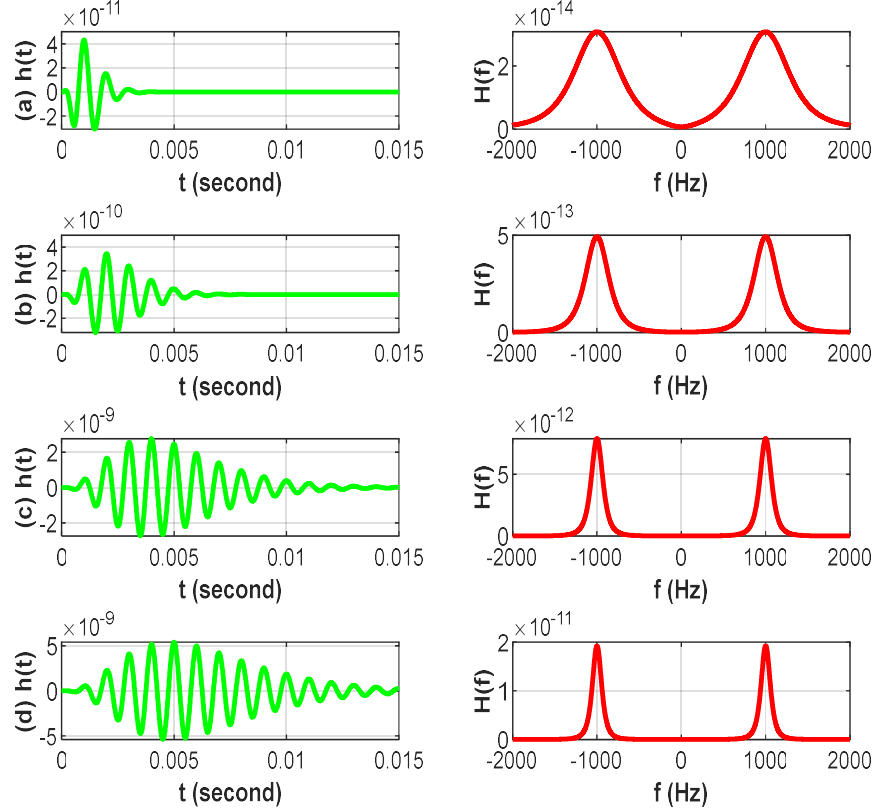 ×10-11
(a) h(t)
4
2
0
-2
0 0.005 0.01 0.015
t (second)
×10-14
H(f)
2
0
-2000 -1000 0 1000 2000
f (Hz)
×10-10
(b) h(t)
4
2
0
-2
0 0.005 0.01 0.015
t (second)
×10-13
H(f)
5
0
-2000 -1000 0 1000 2000
f (Hz)
×10-9
(c) h(t)
2
0
-2
0 0.005 0.01 0.015
t (second)
×10-12
H(f)
5
0
-2000 -1000 0 1000 2000
f (Hz)
×10-9
(d) h(t)
5
0
-5
0 0.005 0.01 0.015
t (second)
×10-11
H(f)
2
1
0
-2000 -1000 0 1000 2000
f (Hz)